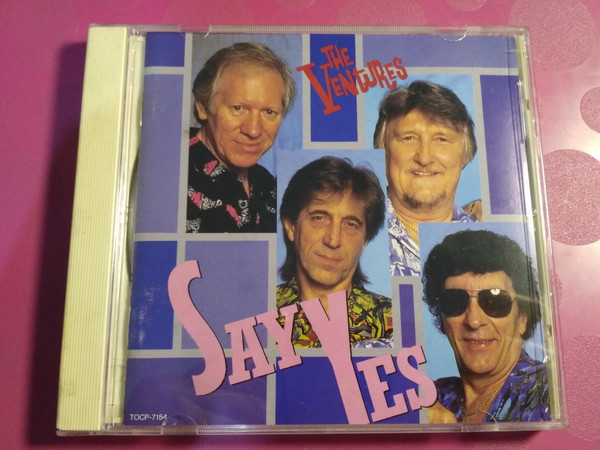 THE
VENTURES
SAY YES
TOCP-7154